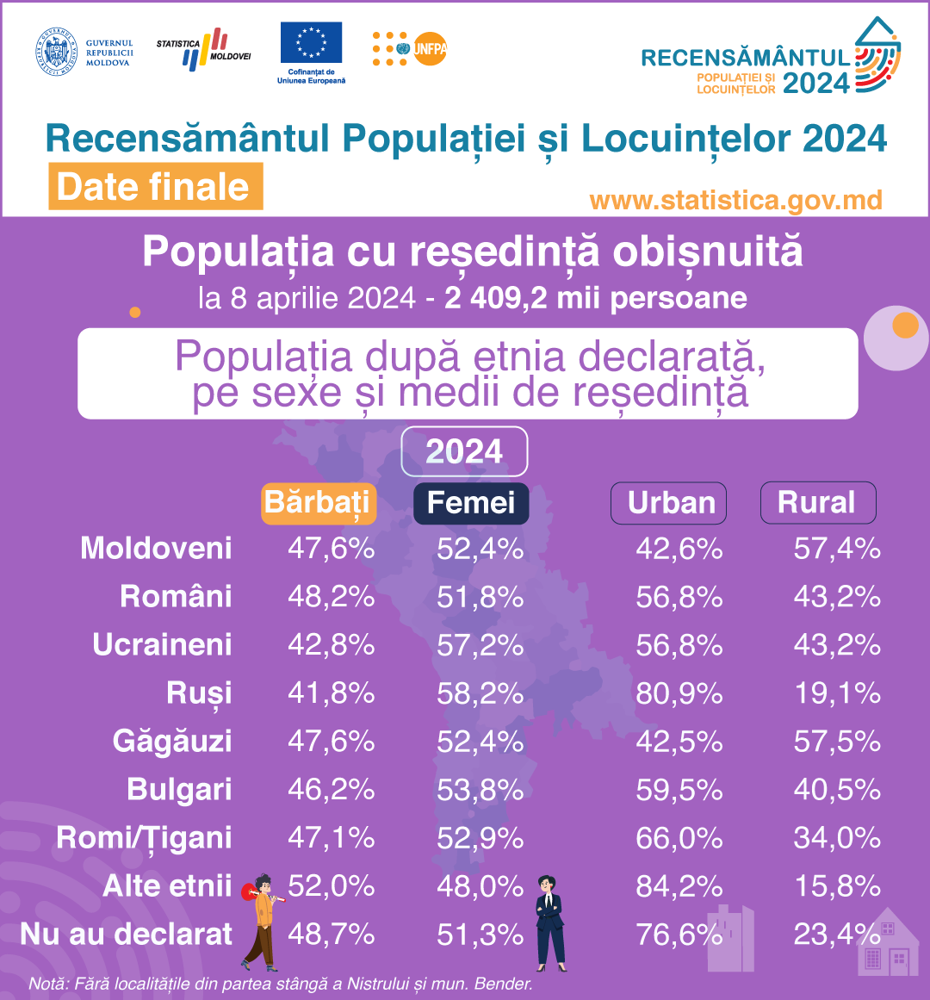 GUVERNUL
REPUBLICII
MOLDOVA
STATISTICA
MOLDOVEI
Cofinanțat de
Uniunea Europeană
UNFPA
RECENSĂMÂNTUL
POPULAȚIEI ȘI
LOCUINȚELOR
2024
Recensământul Populației și Locuințelor 2024
Date finale
www.statistica.gov.md
Populația cu reședință obișnuită
la 8 aprilie 2024 - 2 409,2 mii persoane
Populația după etnia declarată,
pe sexe și medii de reședință
2024
Bărbați Femei Urban Rural
Moldoveni 47,6% 52,4% 42,6% 57,4%
Români 48,2% 51,8% 56,8% 43,2%
Ucraineni 42,8% 57,2% 56,8% 43,2%
Ruși 41,8% 58,2% 80,9% 19,1%
Găgăuzi 47,6% 52,4% 42,5% 57,5%
Bulgari 46,2% 53,8% 59,5% 40,5%
Romi/Țigani 47,1% 52,9% 66,0% 34,0%
Alte etnii 52,0% 48,0% 84,2% 15,8%
Nu au declarat 48,7% 51,3% 76,6% 23,4%
Notă: Fără localitățile din partea stângă a Nistrului și mun. Bender.